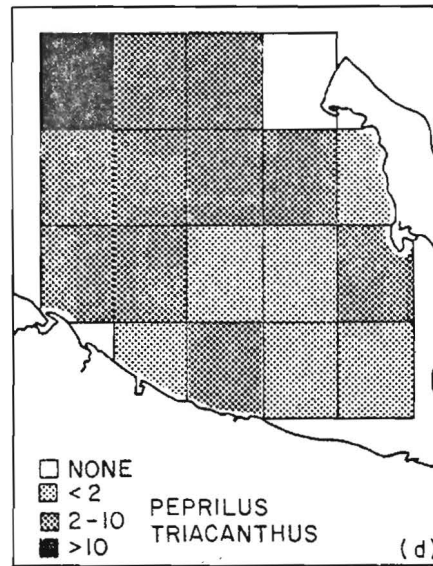 NONE
<2
2-10
>10
PEPRILUS
TRIACANTHUS
(d)